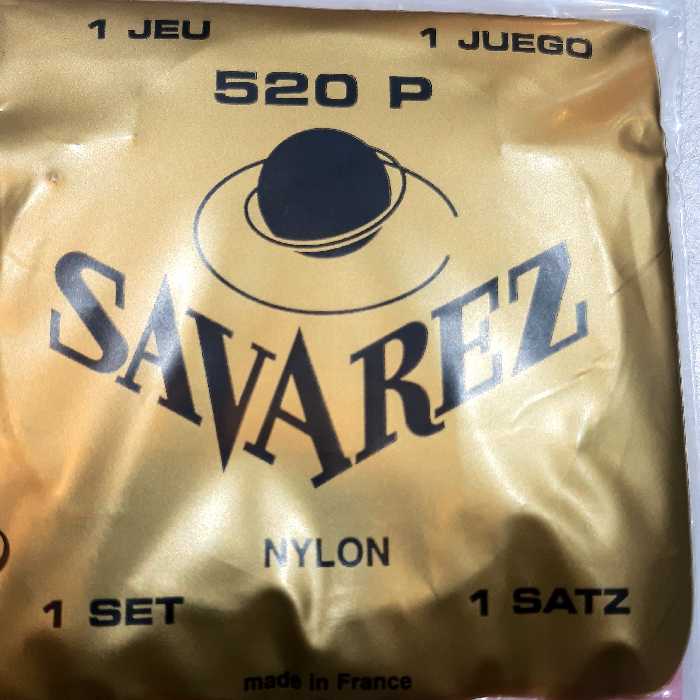 1 JEU
1 JUEGO
520 P
SAVAREZ
NYLON
1 SET
1 SATZ
made in France